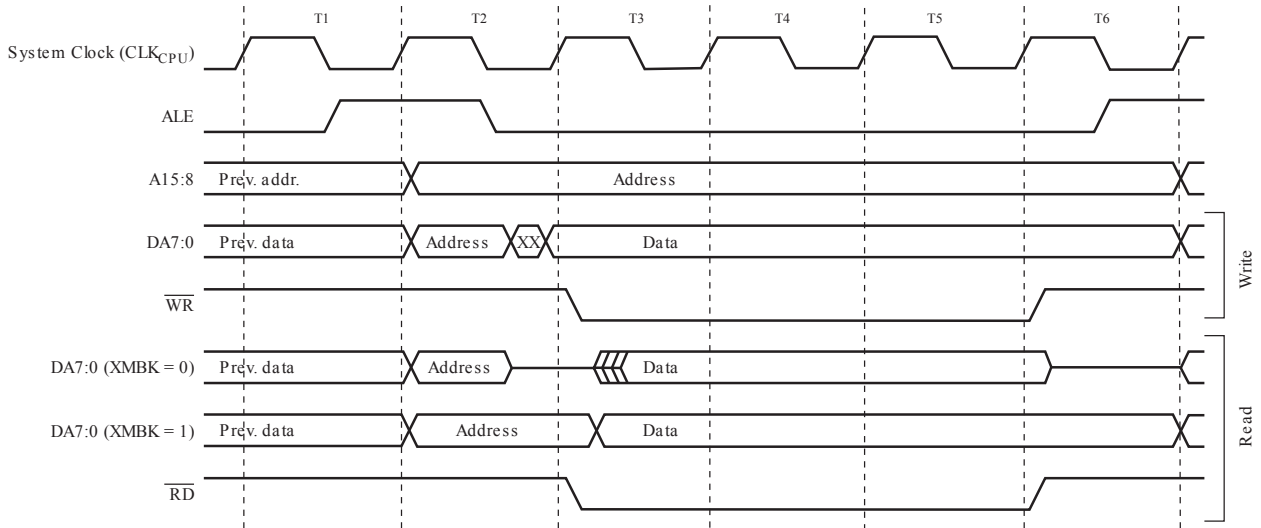 T1 T2 T3 T4 T5 T6
System Clock (CLKCPU)
ALE
A15:8 Prev. addr. Address
DA7:0 Prev. data Address XX Data
WR
Write
DA7:0 (XMBK = 0) Prev. data Address Data
DA7:0 (XMBK = 1) Prev. data Address Data
RD
Read